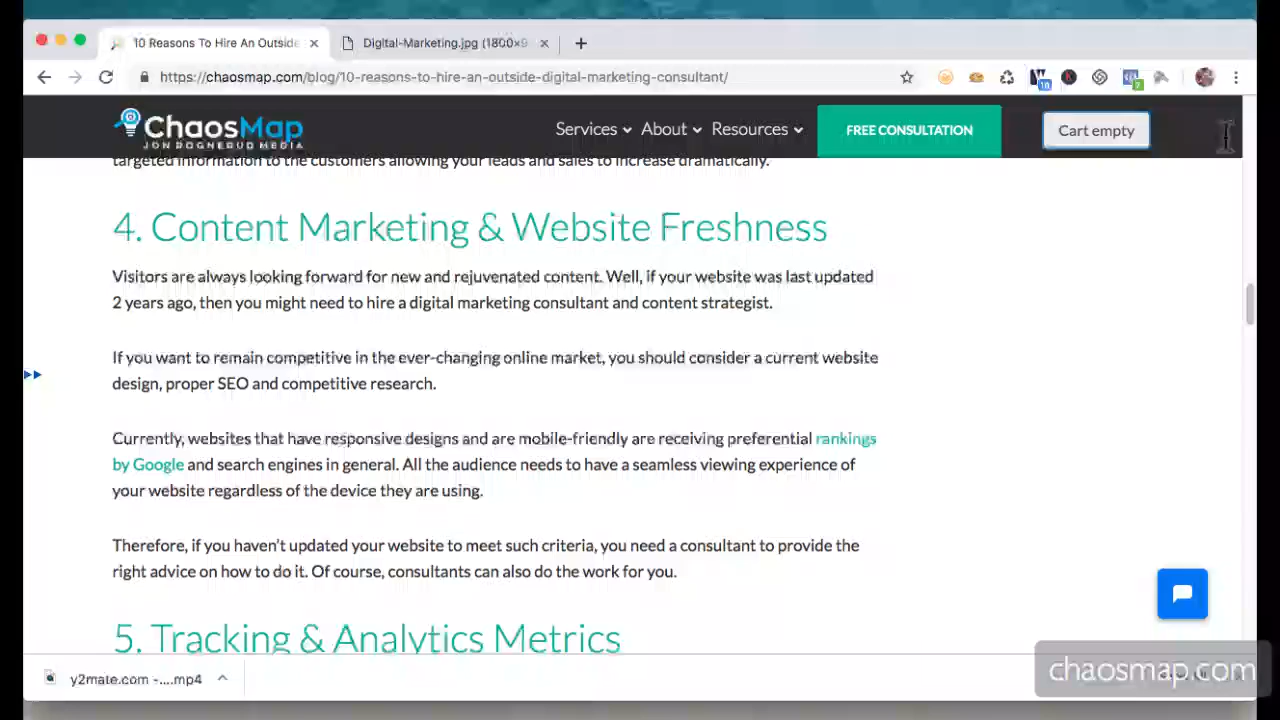 10 Reasons To Hire An Outside
Digital-Marketing.jpg (1800×9
https://chaosmap.com/blog/10-reasons-to-hire-an-outside-digital-marketing-consultant/
ChaosMap
JON ROGNERUD MEDIA
Services
About
Resources
FREE CONSULTATION
Cart empty
targeted information to the customers allowing your leads and sales to increase dramatically.
4. Content Marketing & Website Freshness
Visitors are always looking forward for new and rejuvenated content. Well, if your website was last updated
2 years ago, then you might need to hire a digital marketing consultant and content strategist.
If you want to remain competitive in the ever-changing online market, you should consider a current website
design, proper SEO and competitive research.
Currently, websites that have responsive designs and are mobile-friendly are receiving preferential rankings
by Google and search engines in general. All the audience needs to have a seamless viewing experience of
your website regardless of the device they are using.
Therefore, if you haven't updated your website to meet such criteria, you need a consultant to provide the
right advice on how to do it. Of course, consultants can also do the work for you.
5. Tracking & Analytics Metrics
y2mate.com -....mp4
chaosmap.com